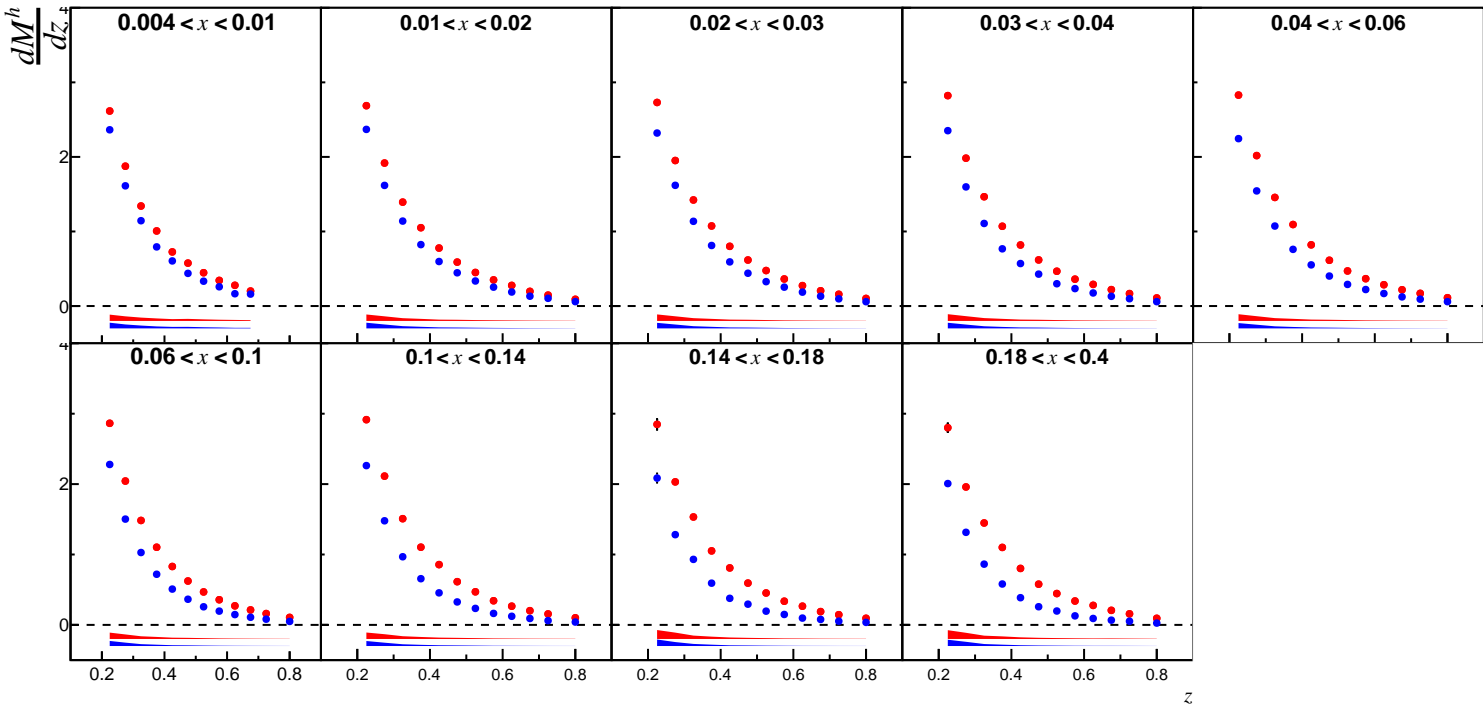 dM^h/dz
4
2
0
0.004 < x < 0.01
0.01 < x < 0.02
0.02 < x < 0.03
0.03 < x < 0.04
0.04 < x < 0.06
4
2
0
0.06 < x < 0.1
0.1 < x < 0.14
0.14 < x < 0.18
0.18 < x < 0.4
0.2 0.4 0.6 0.8
0.2 0.4 0.6 0.8
0.2 0.4 0.6 0.8
0.2 0.4 0.6 0.8
z